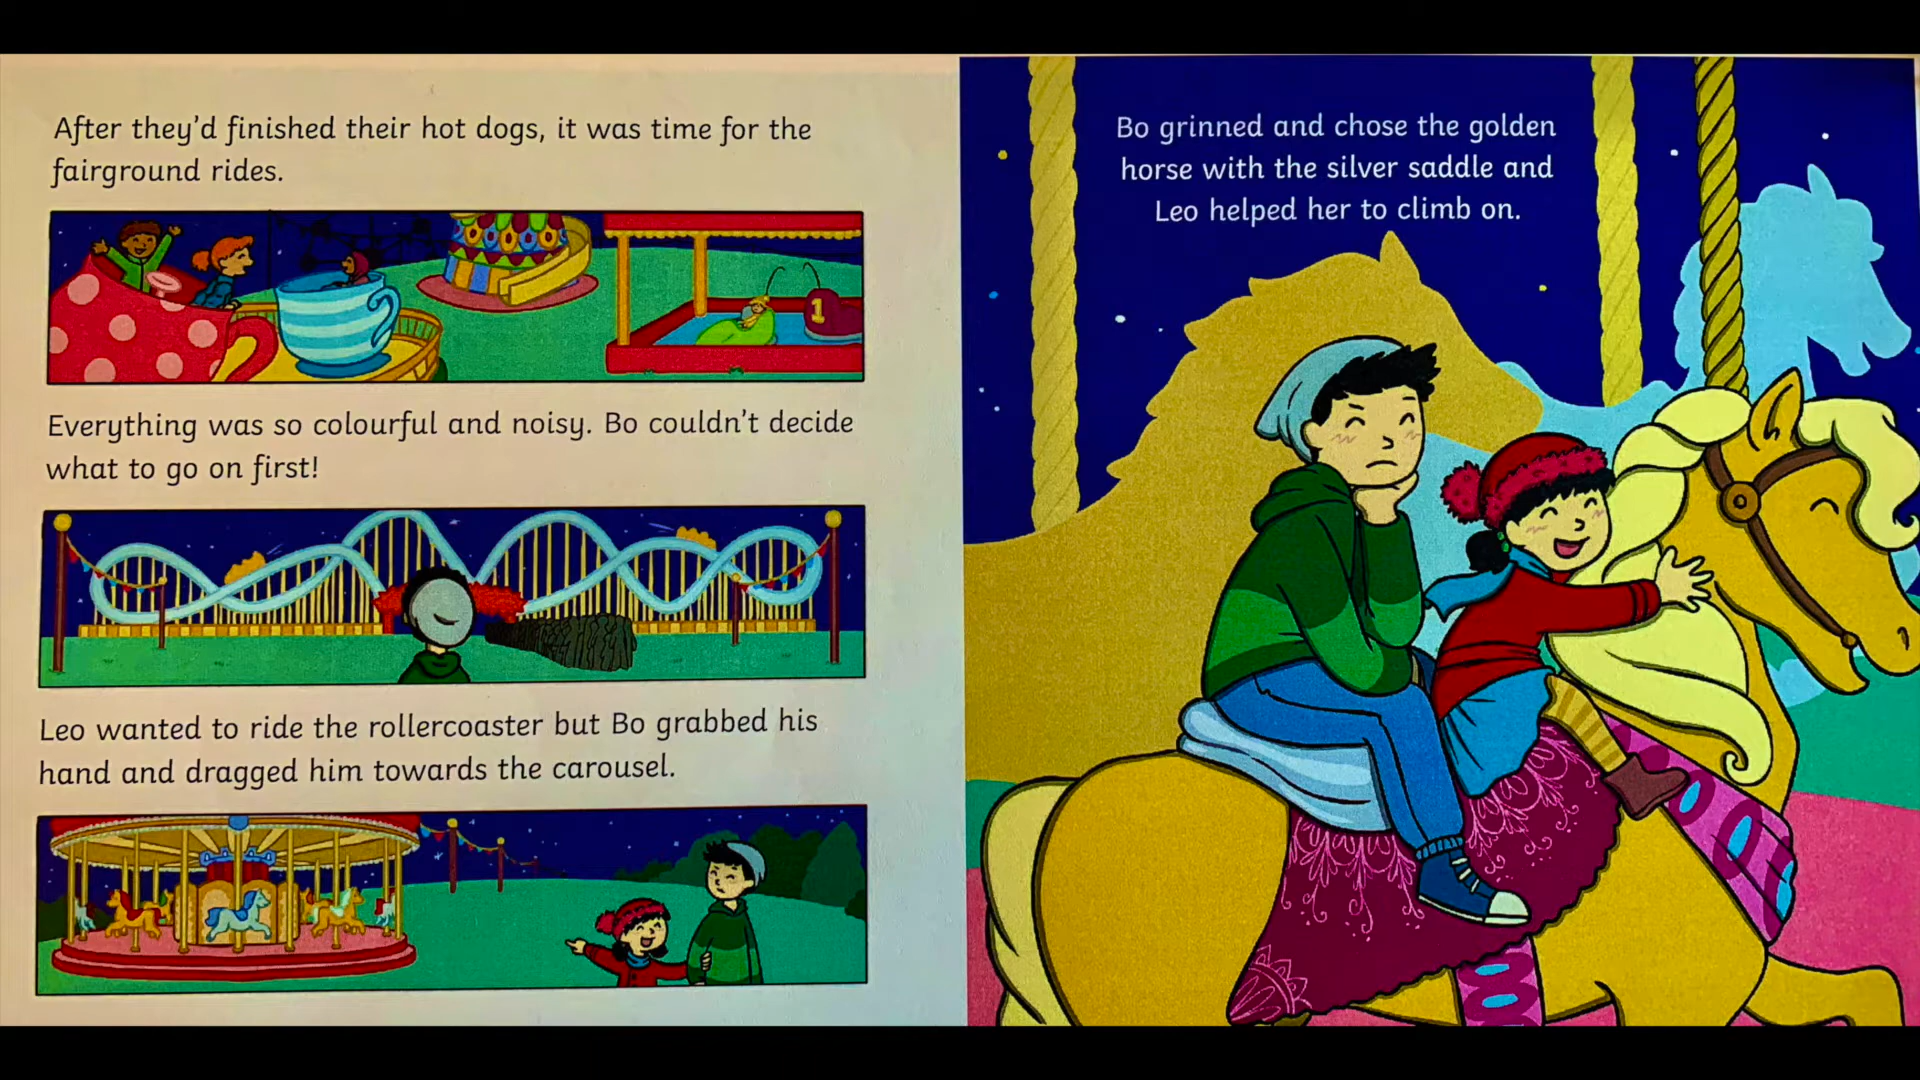 After they'd finished their hot dogs, it was time for the
fairground rides.
1
Everything was so colourful and noisy. Bo couldn't decide
what to go on first!
Leo wanted to ride the rollercoaster but Bo grabbed his
hand and dragged him towards the carousel.
Bo grinned and chose the golden
horse with the silver saddle and
Leo helped her to climb on.